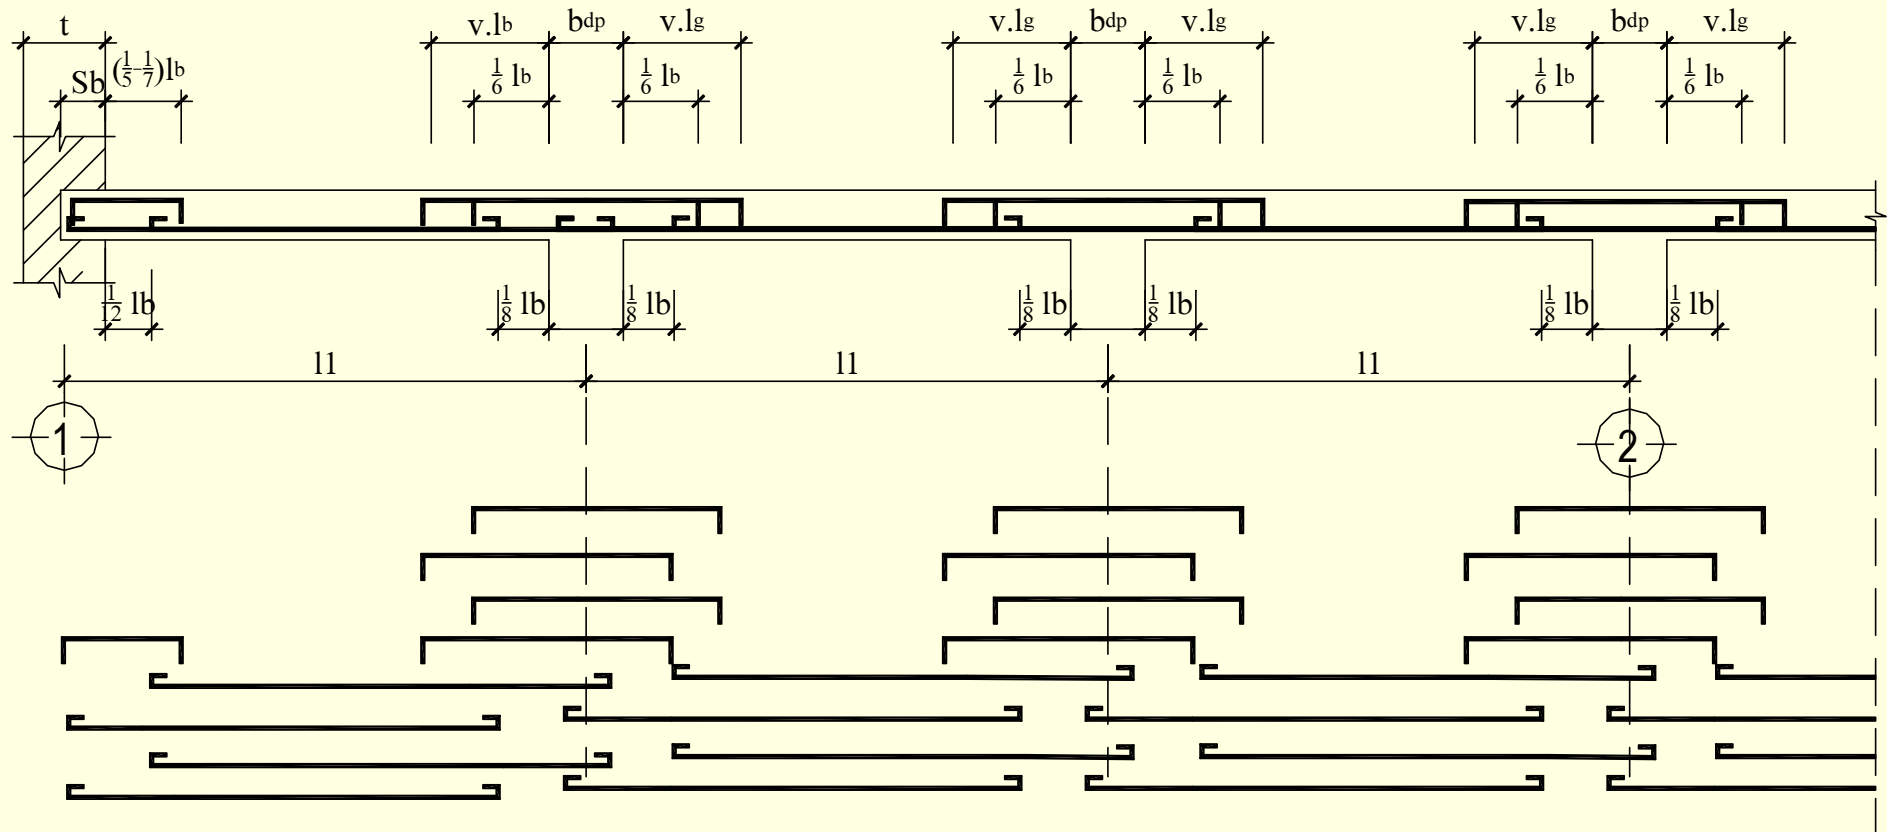 t v.lb bdp v.lg v.lg bdp v.lg v.lg bdp v.lg
Sb (1/5-1/7)lb 1/6 lb 1/6 lb 1/6 lb 1/6 lb 1/6 lb 1/6 lb
1/12 lb 1/8 lb 1/8 lb 1/8 lb 1/8 lb 1/8 lb 1/8 lb
l1 l1 l1
1 2